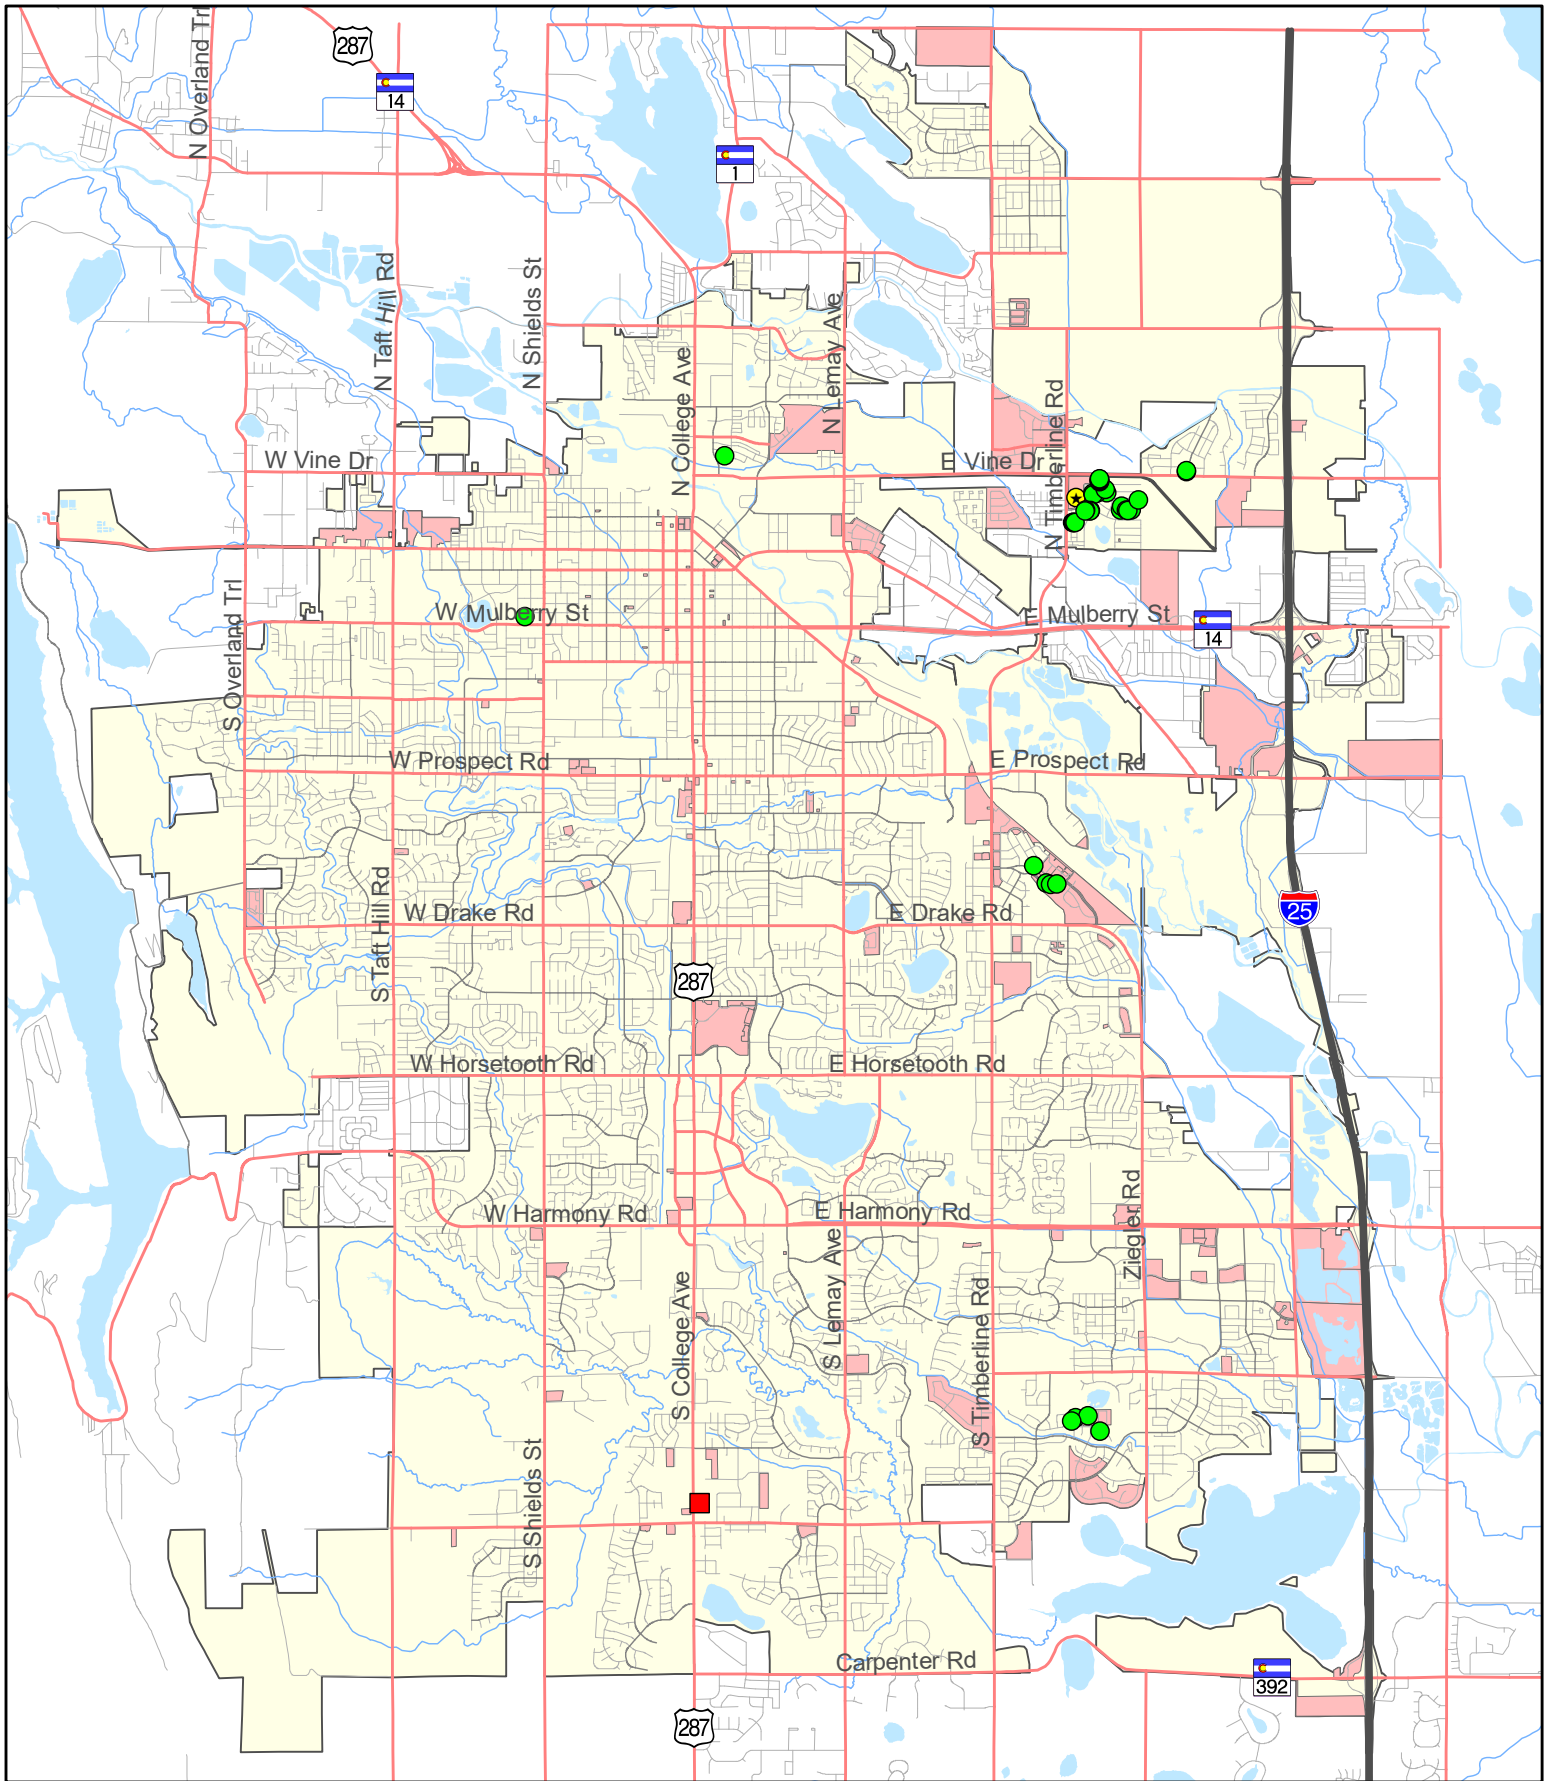 N Overland Trl
287
14
1
N Taft Hill Rd
N Shields St
N College Ave
N Lemay Ave
N Timberline Rd
W Vine Dr
E Vine Dr
S Overland Trl
W Mulberry St
E Mulberry St
14
W Prospect Rd
E Prospect Rd
S Taft Hill Rd
W Drake Rd
E Drake Rd
25
287
W Horsetooth Rd
E Horsetooth Rd
W Harmony Rd
E Harmony Rd
Ziegler Rd
S College Ave
S Lemay Ave
S Timberline Rd
S Shields St
Carpenter Rd
392
287